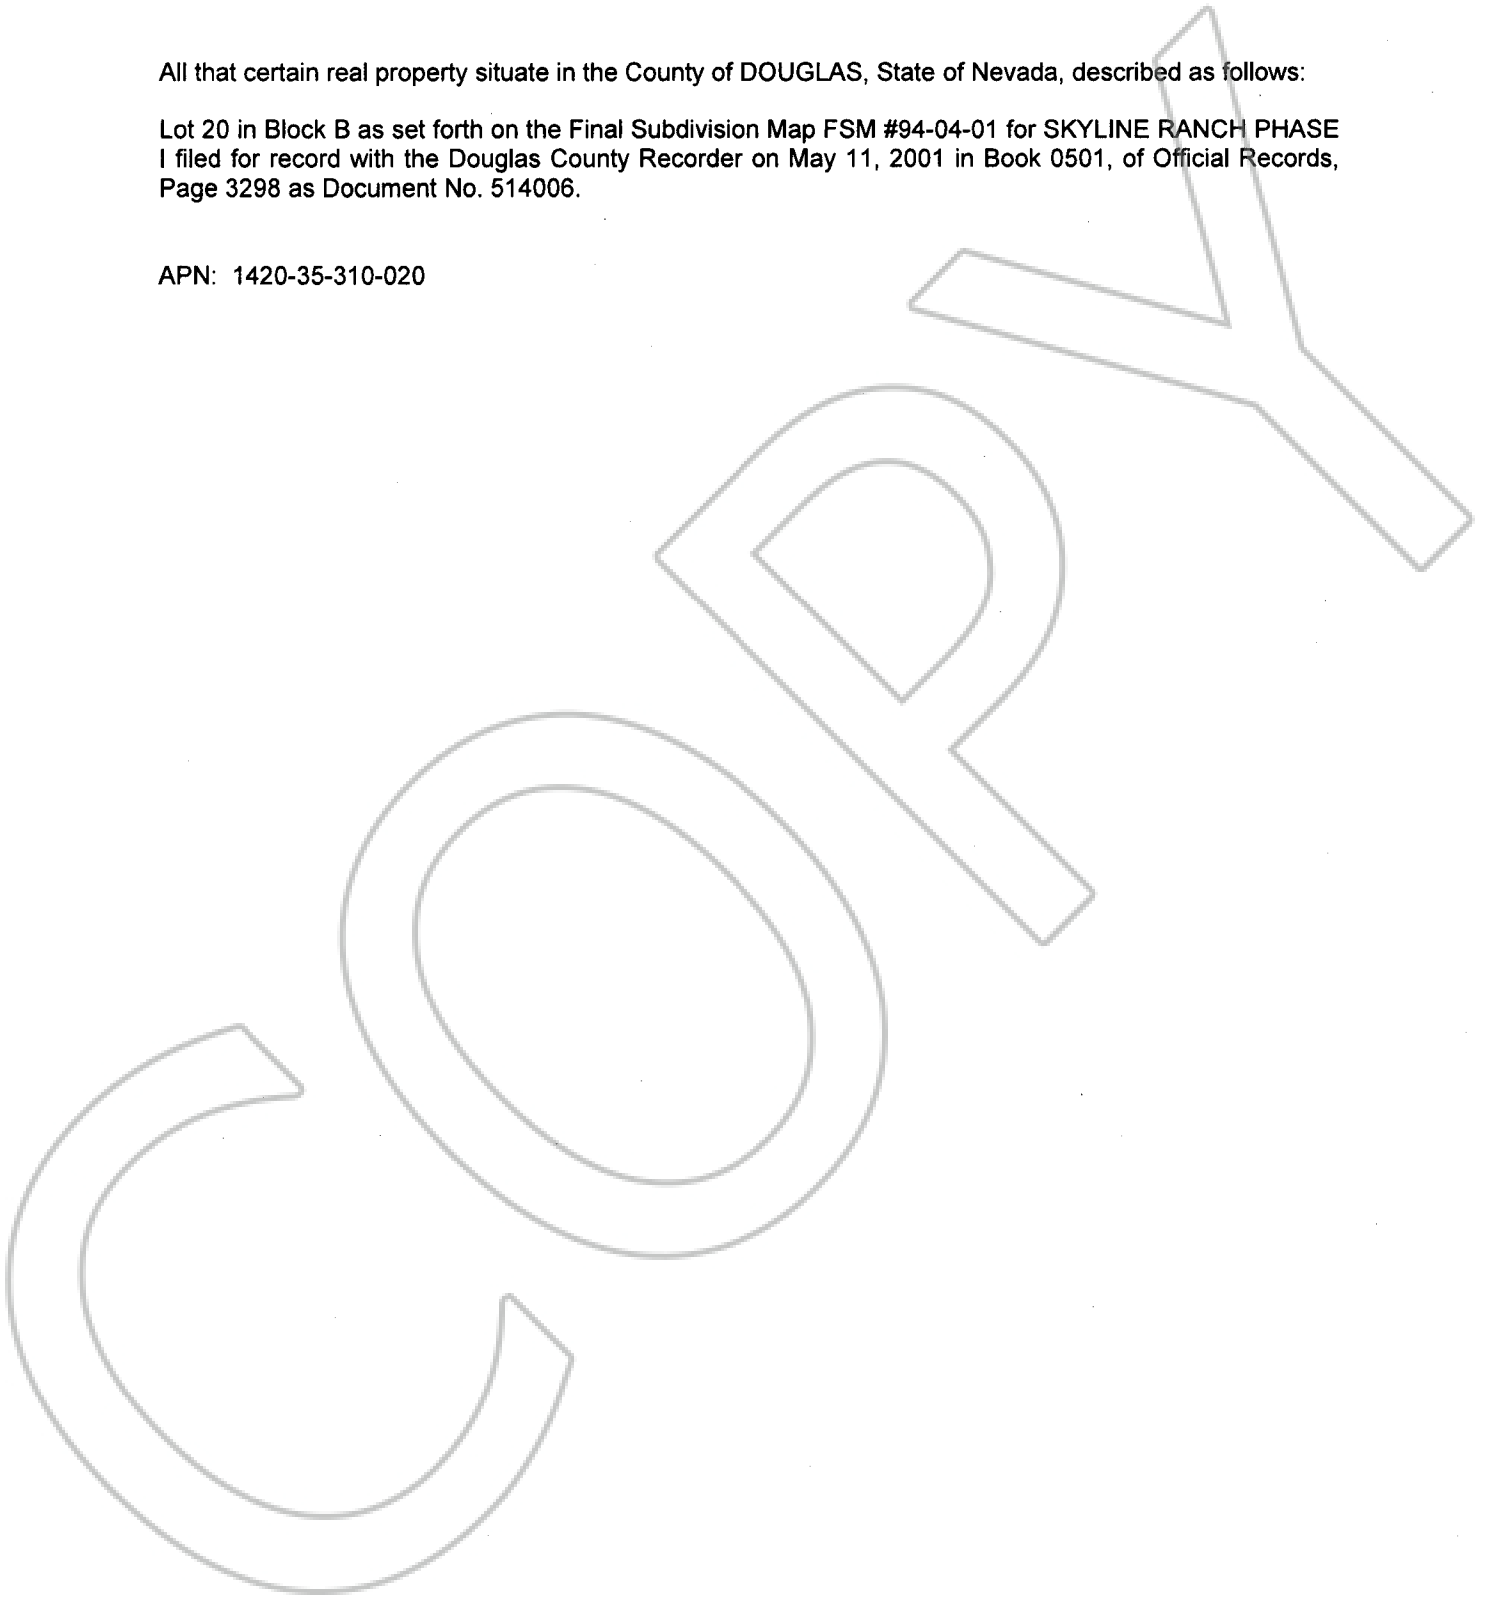 All that certain real property situate in the County of DOUGLAS, State of Nevada, described as follows:
Lot 20 in Block B as set forth on the Final Subdivision Map FSM #94-04-01 for SKYLINE RANCH PHASE
I filed for record with the Douglas County Recorder on May 11, 2001 in Book 0501, of Official Records,
Page 3298 as Document No. 514006.
APN: 1420-35-310-020
COPY